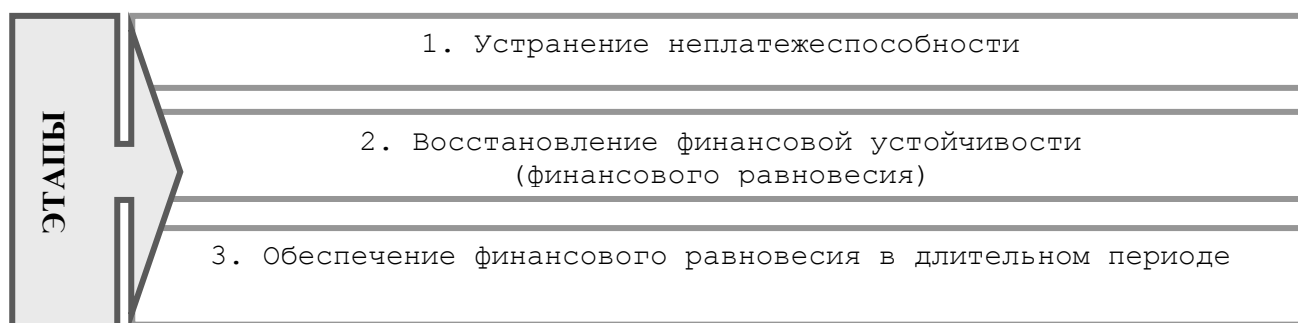 ЭТАПЫ
1. Устранение неплатежеспособности
2. Восстановление финансовой устойчивости
(финансового равновесия)
3. Обеспечение финансового равновесия в длительном периоде